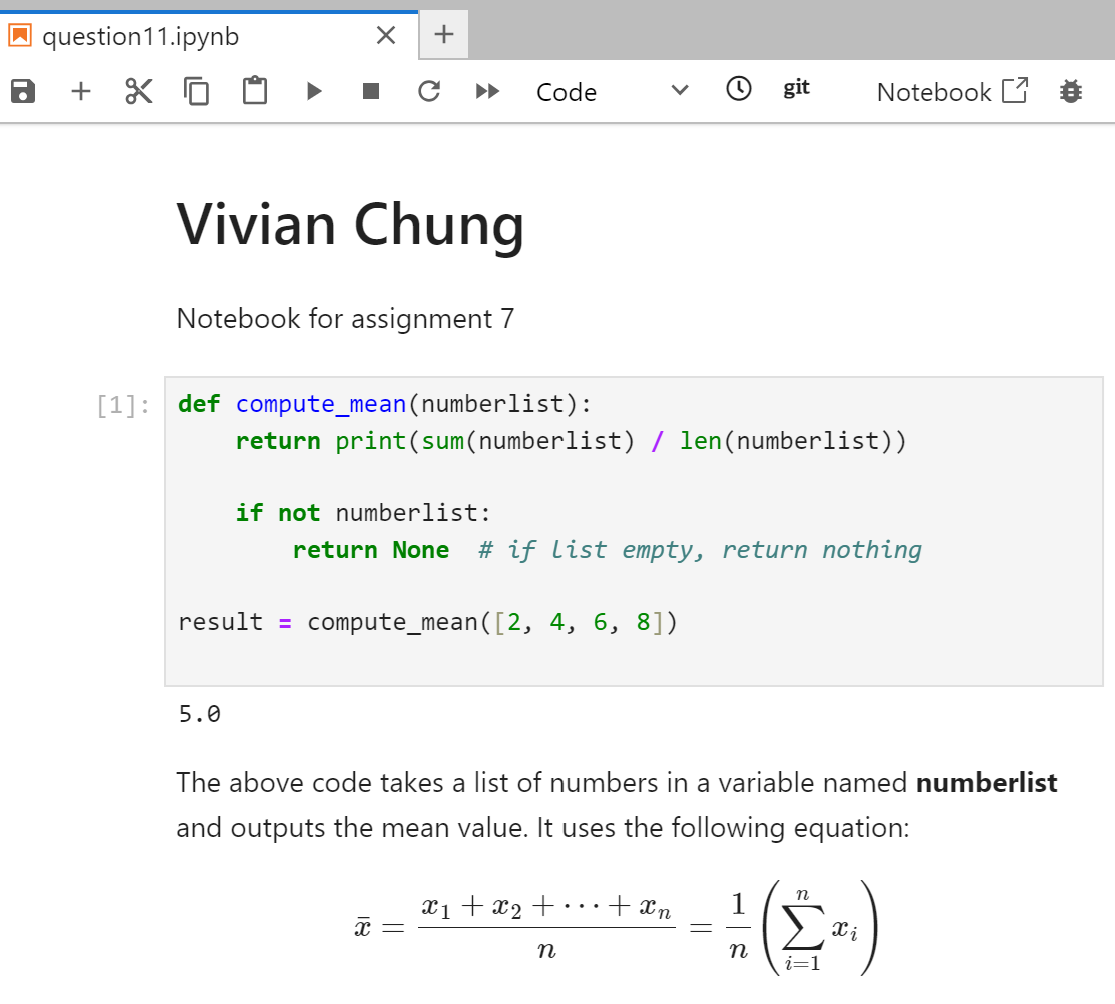 question11.ipynb
Code git Notebook
Vivian Chung
Notebook for assignment 7
[1]:
def compute_mean(numberlist):
    return print(sum(numberlist) / len(numberlist))
    if not numberlist:
        return None  # if list empty, return nothing
result = compute_mean([2, 4, 6, 8])
5.0
The above code takes a list of numbers in a variable named numberlist
and outputs the mean value. It uses the following equation:
x̄ = \frac{x_1 + x_2 + ⋯ + x_n}{n} = \frac{1}{n} \left( \sum_{i=1}^{n} x_i \right)